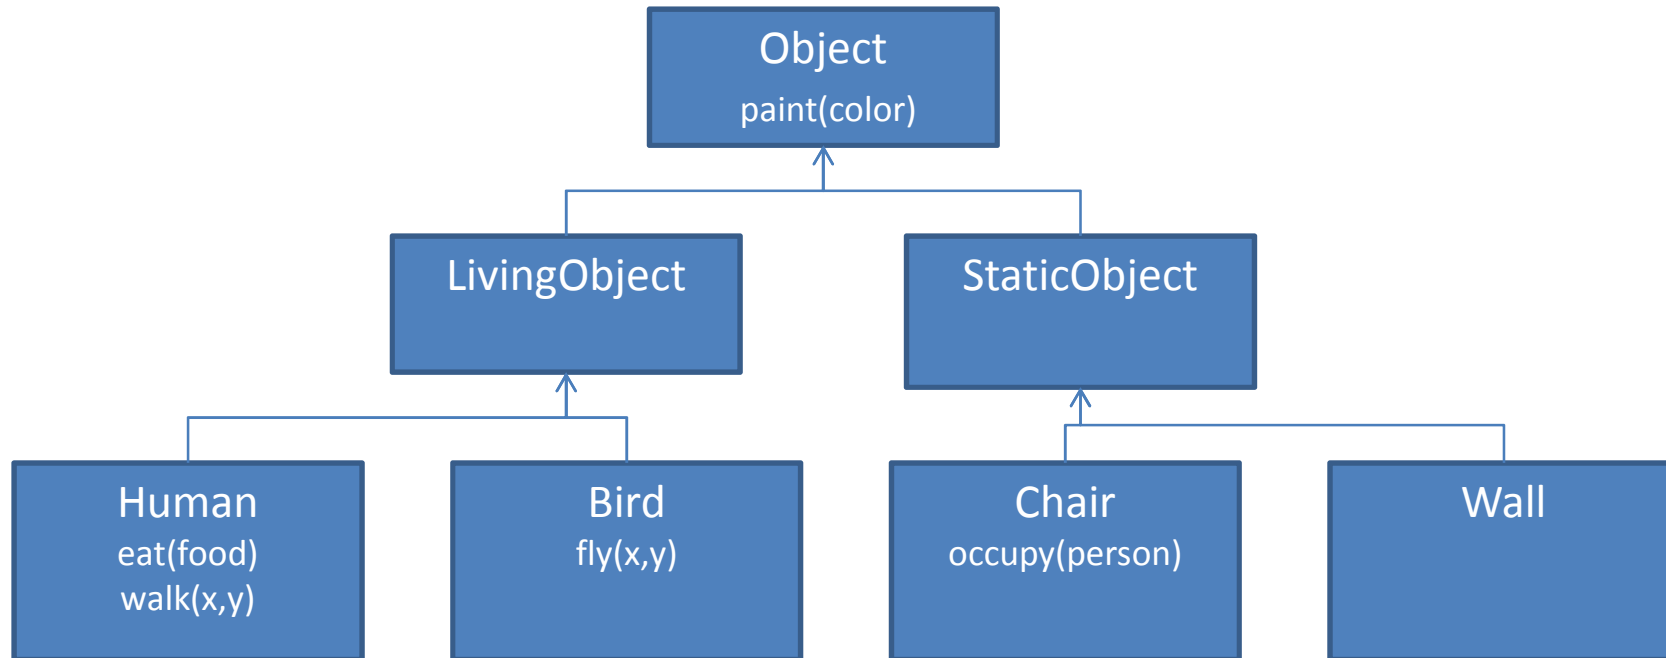 Object
paint(color)
LivingObject
StaticObject
Human
eat(food)
walk(x,y)
Bird
fly(x,y)
Chair
occupy(person)
Wall